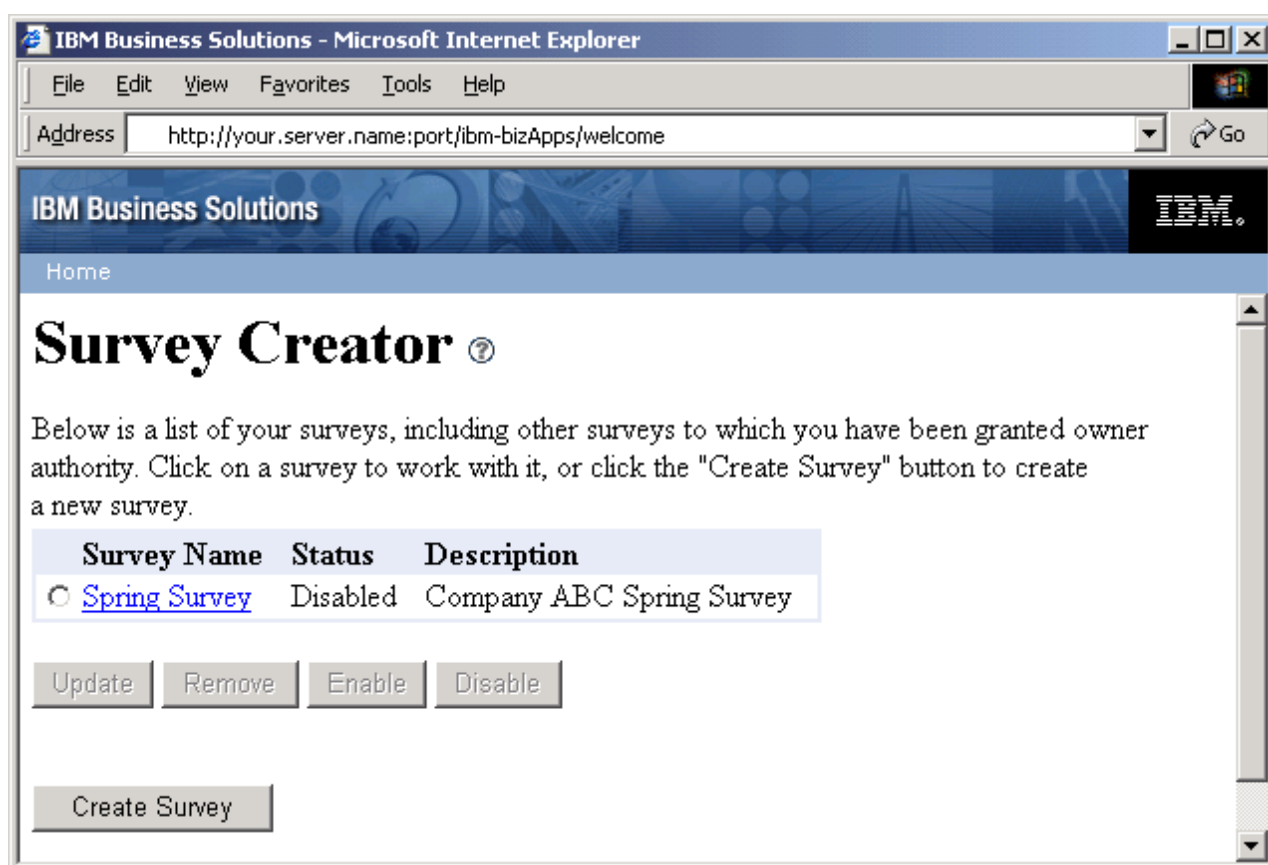 IBM Business Solutions - Microsoft Internet Explorer
File Edit View Favorites Tools Help
Address http://your.server.name:port/ibm-bizApps/welcome Go
IBM Business Solutions IBM.
Home
Survey Creator ?
Below is a list of your surveys, including other surveys to which you have been granted owner
authority. Click on a survey to work with it, or click the "Create Survey" button to create
a new survey.
Survey Name Status Description
Spring Survey Disabled Company ABC Spring Survey
Update Remove Enable Disable
Create Survey